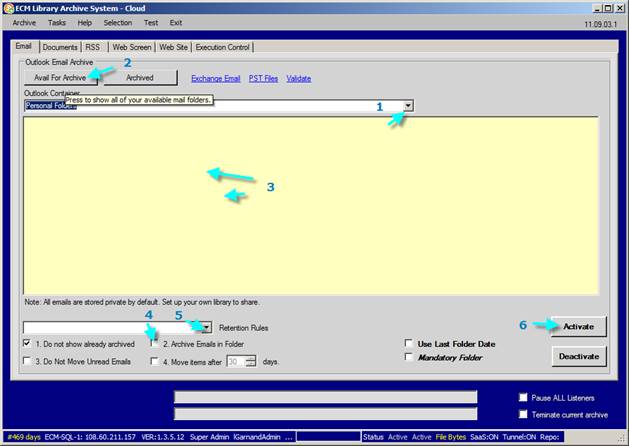 ECM Library Archive System - Cloud
Archive Tasks Help Selection Test Exit 11.09.03.1
Email Documents RSS Web Screen Web Site Execution Control
Outlook Email Archive
2
Avail For Archive Archived Exchange Email PST Files Validate
Outlook Container
Press to show all of your available mail folders.
Personal Folders
1
3
Note: All emails are stored private by default. Set up your own library to share.
4 5
Retention Rules
6
Activate
1. Do not show already archived 2. Archive Emails in Folder Use Last Folder Date
3. Do Not Move Unread Emails 4. Move items after 30 days. Mandatory Folder
Deactivate
Pause ALL Listeners
Teminate current archive
#469 days ECM-SQL-1: 108.60.211.157 VER:1.3.5.12 Super Admin lGarnandAdmin ... Status Active Active File Bytes SaaS:ON Tunnel:ON Repo: